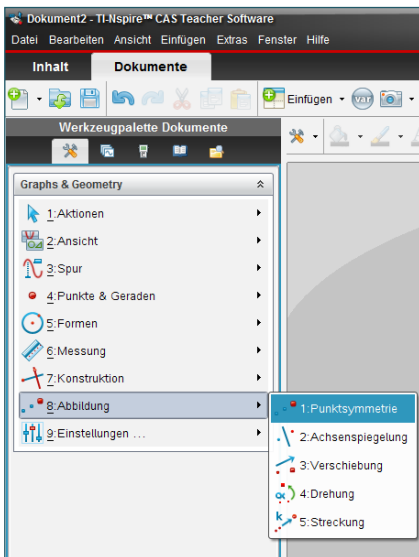 Dokument2 - TI-Nspire™ CAS Teacher Software
Datei Bearbeiten Ansicht Einfügen Extras Fenster Hilfe
Inhalt Dokumente
Einfügen var
Werkzeugpalette Dokumente
Graphs & Geometry
1:Aktionen
2:Ansicht
3:Spur
4:Punkte & Geraden
5:Formen
6:Messung
7:Konstruktion
8:Abbildung
9:Einstellungen ...
1:Punktsymmetrie
2:Achsenspiegelung
3:Verschiebung
4:Drehung
5:Streckung